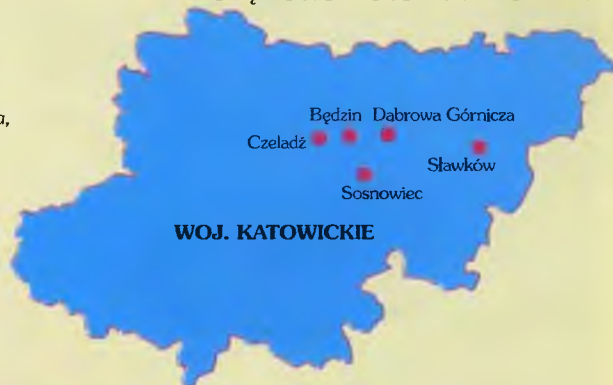 a,
Będzin Dabrowa Górnicza
Czeladź
Sławków
Sosnowiec
WOJ. KATOWICKIE